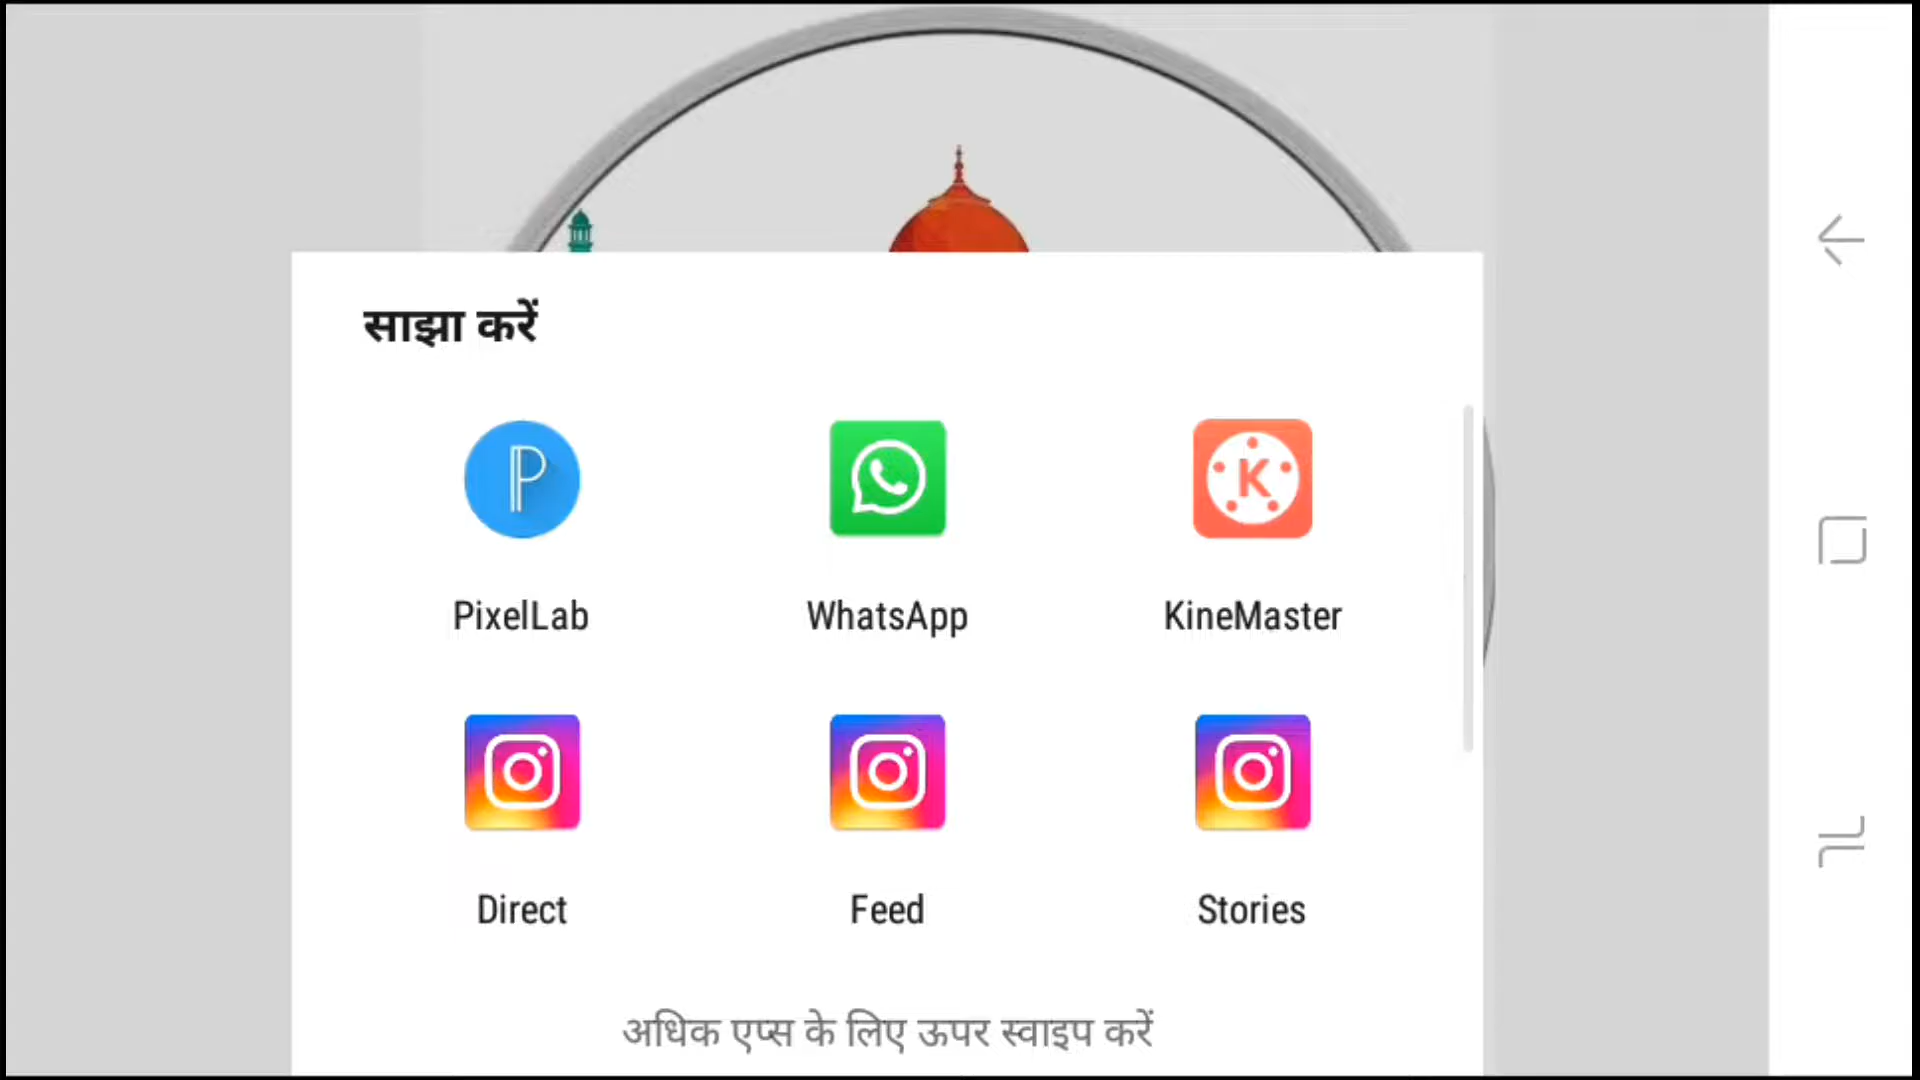 साझा करें
PixelLab
WhatsApp
KineMaster
Direct
Feed
Stories
अधिक एप्स के लिए ऊपर स्वाइप करें